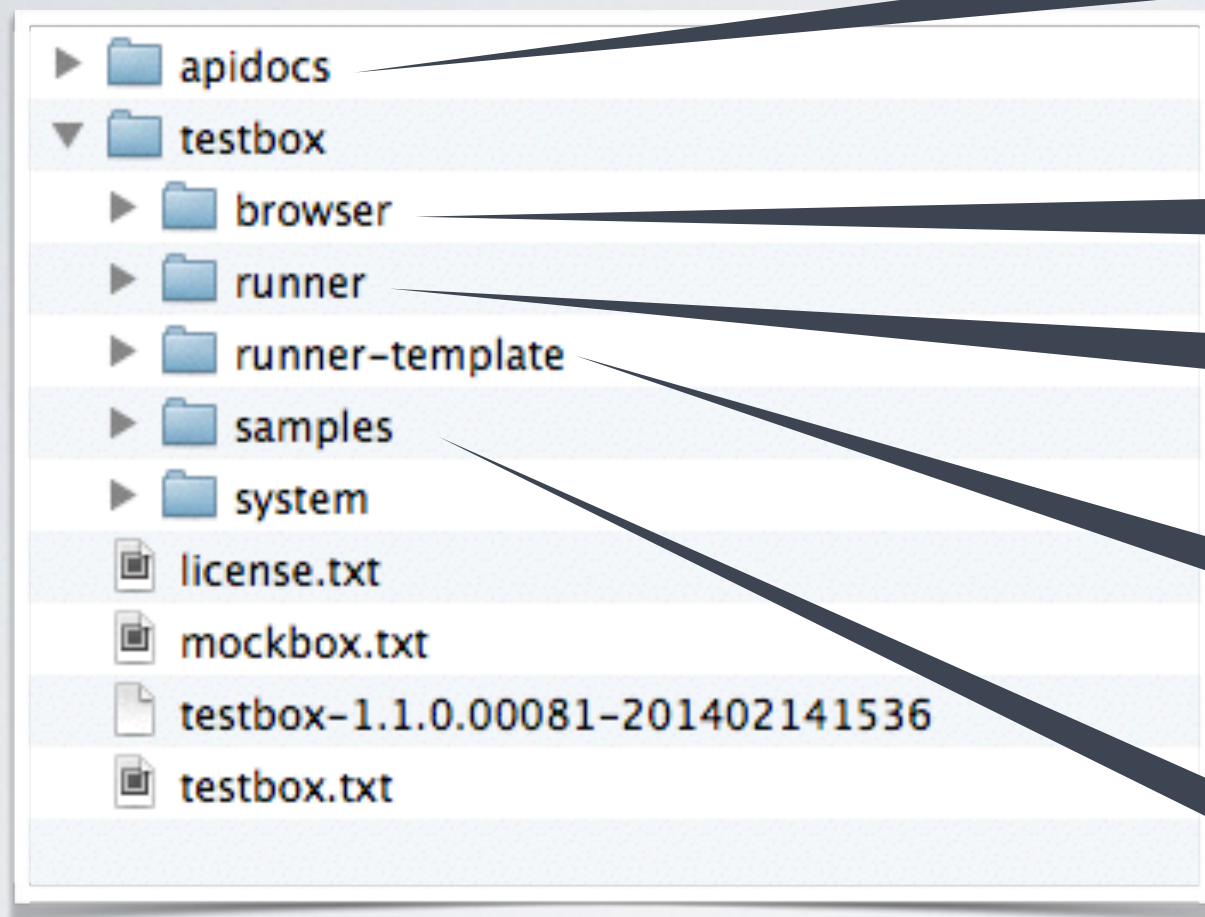 apidocs
testbox
browser
runner
runner-template
samples
system
license.txt
mockbox.txt
testbox-1.1.0.00081-201402141536
testbox.txt